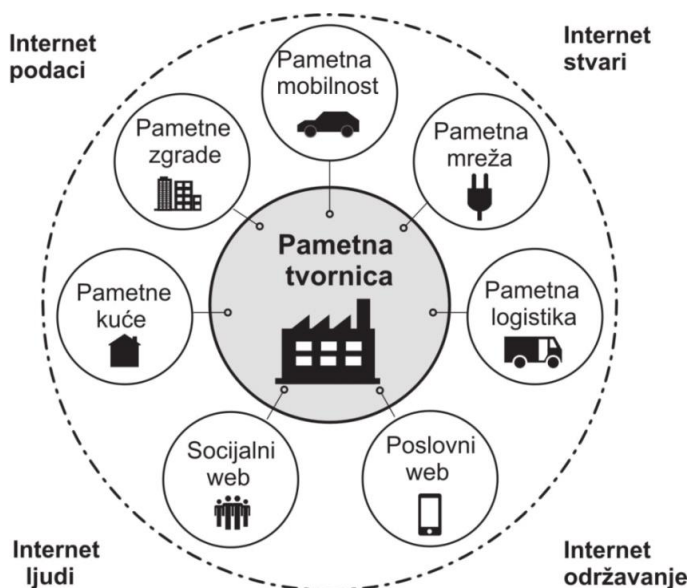 Internet
podaci
Internet
stvari
Pametna
mobilnost
Pametne
zgrade
Pametna
mreža
Pametna
tvornica
Pametne
kuće
Pametna
logistika
Socijalni
web
Poslovni
web
Internet
ljudi
Internet
održavanje